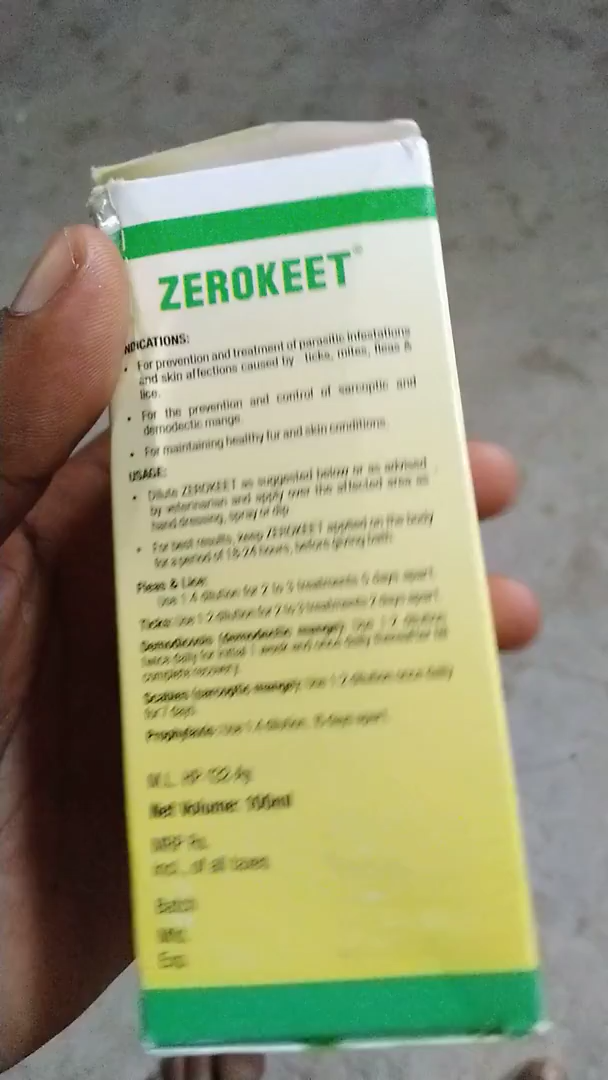 ZEROKEET®
NDICATIONS:
• For prevention and treatment of parasitic infestations
and skin affections caused by ticks, mites, fleas &
lice.
• For the prevention and control of sarcoptic and
demodectic mange.
• For maintaining healthy fur and skin conditions.
USAGE:
• Dilute ZEROKEET as suggested below or as advised
by veterinarian and apply over the affected area as
hand dressing, spray or dip.
• For best results, keep ZEROKEET applied on the body
for a period of 18-24 hours, before giving bath.
Fleas & Lice:
Use 1:4 dilution for 2 to 3 treatments 5 days apart.
Ticks: Use 1:2 dilution for 2 to 3 treatments 7 days apart.
Demodicosis (demodectic mange): Use 1:2 dilution
twice daily for initial 1 week and once daily thereafter till
complete recovery.
Scabies (sarcoptic mange): Use 1:2 dilution once daily
for 7 days.
Prophylaxis: Use 1:4 dilution, 15 days apart.
M.L.
Net Volume: 100ml
MRP Rs.
incl., of all taxes
Batch
Mfg.
Exp.